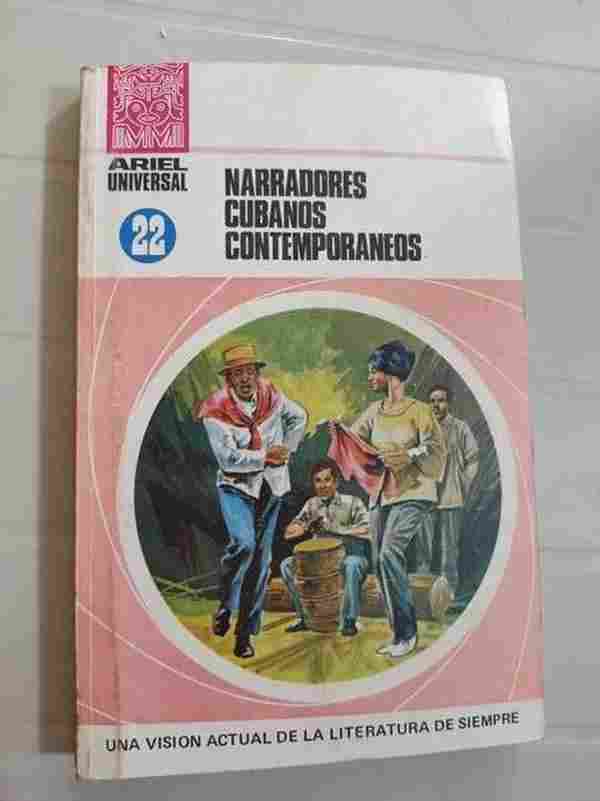 ARIEL
UNIVERSAL
22
NARRADORES
CUBANOS
CONTEMPORANEOS
UNA VISION ACTUAL DE LA LITERATURA DE SIEMPRE